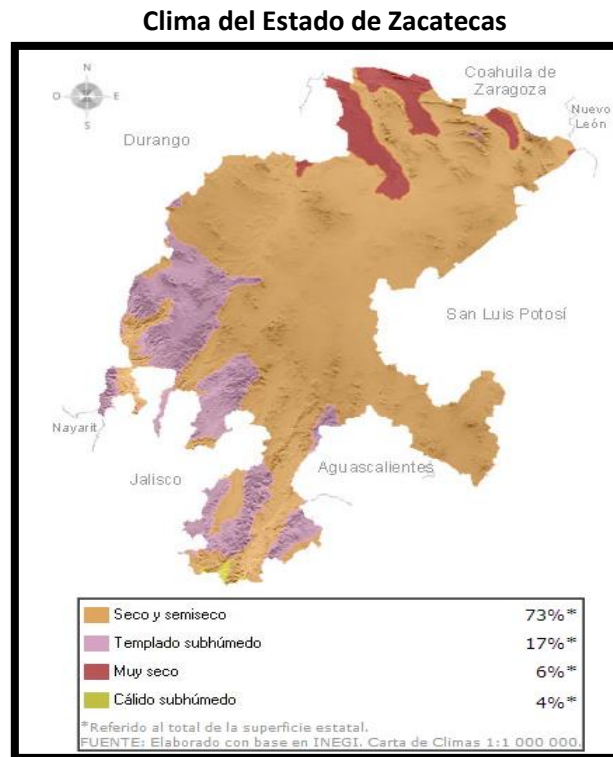 Clima del Estado de Zacatecas
N
O E
S
Coahuila de
Zaragoza
Nuevo
León
Durango
San Luis Potosí
Nayarit
Jalisco
Aguascalientes
Seco y semiseco 73%*
Templado subhúmedo 17%*
Muy seco 6%*
Cálido subhúmedo 4%*
*Referido al total de la superficie estatal.
FUENTE: Elaborado con base en INEGI. Carta de Climas 1:1 000 000.